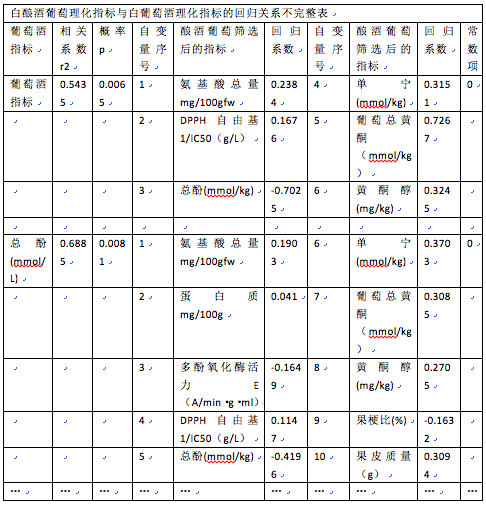 白酿酒葡萄理化指标与白葡萄酒理化指标的回归关系不完整表
葡萄酒指标 相关系数r2 概率p 自变量序号 酿酒葡萄筛选后的指标 回归系数 自变量序号 酿酒葡萄筛选后的指标 回归系数 常数项
葡萄酒指标 0.5435 0.0065 1 氨基酸总量mg/100gfw 0.2384 4 单宁(mmol/kg) 0.3151 0
2 DPPH自由基1/IC50（g/L） 0.1676 5 葡萄总黄酮（mmol/kg） 0.7267
3 总酚(mmol/kg) -0.7025 6 黄酮醇(mg/kg) 0.3245
总酚(mmol/L) 0.6885 0.0081 1 氨基酸总量mg/100gfw 0.1903 6 单宁(mmol/kg) 0.3703 0
2 蛋白质mg/100g 0.041 7 葡萄总黄酮（mmol/kg） 0.3085
3 多酚氧化酶活力E（A/min·g·ml） -0.1649 8 黄酮醇(mg/kg) 0.2705
4 DPPH自由基1/IC50（g/L） 0.1147 9 果梗比(%) -0.1632
5 总酚(mmol/kg) -0.4196 10 果皮质量（g） 0.3094
… … … … … … … … … …